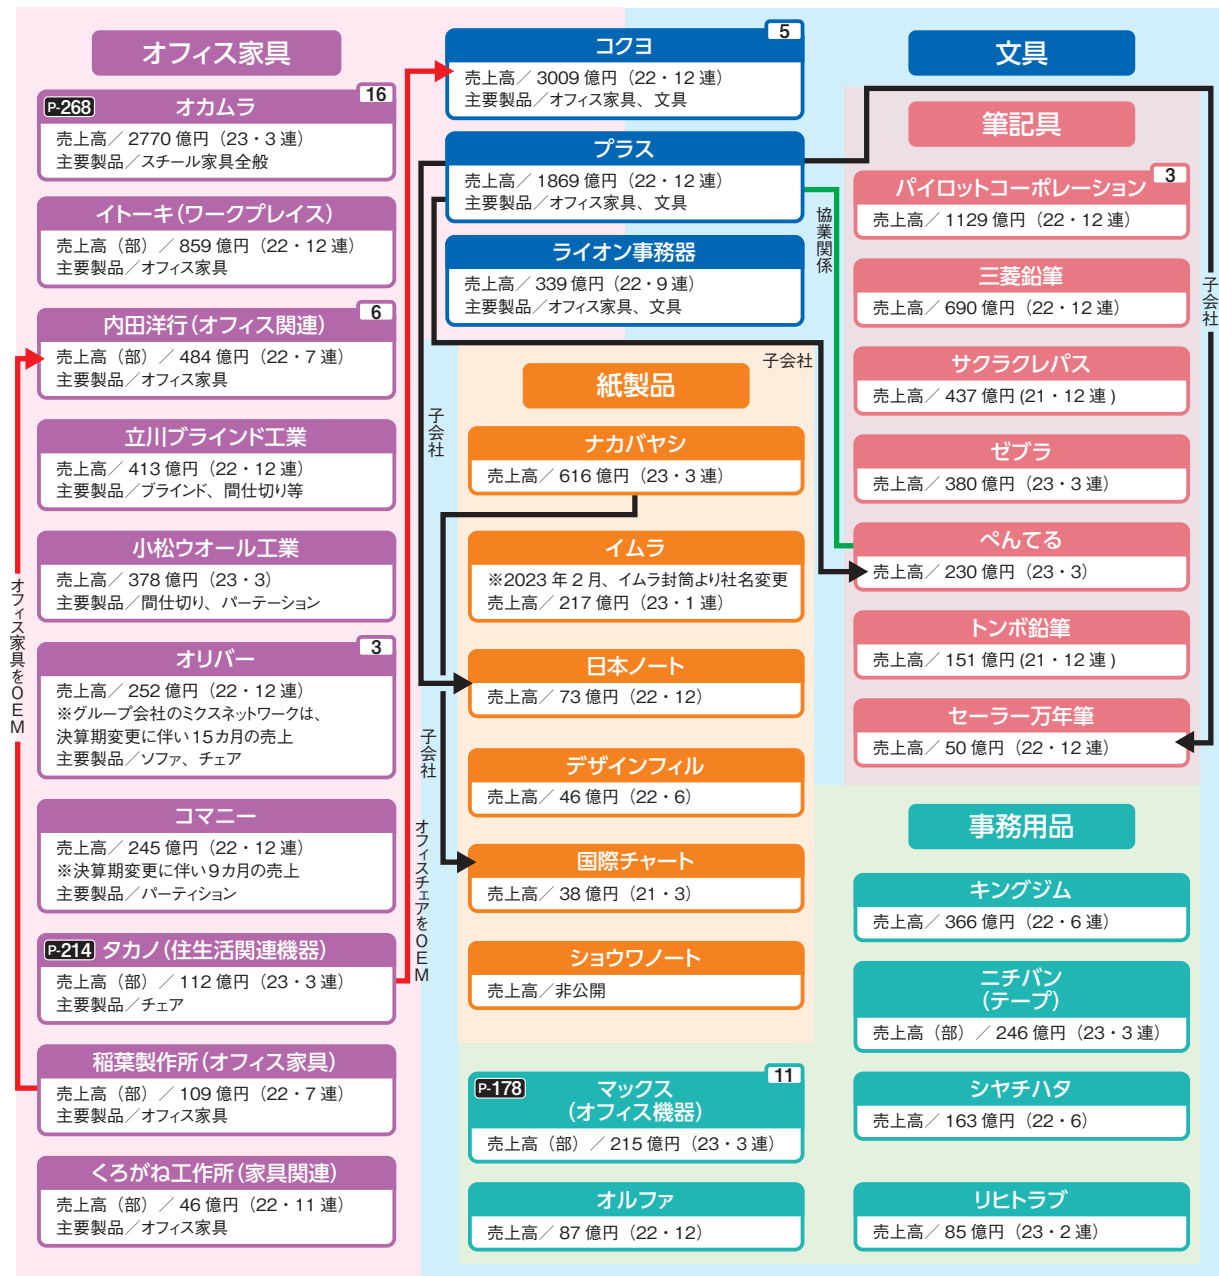 オフィス家具
P-268
オカムラ
16
売上高／2770億円（23・3連）
主要製品／スチール家具全般
イトーキ（ワークプレイス）
売上高（部）／859億円（22・12連）
主要製品／オフィス家具
内田洋行（オフィス関連）
6
売上高（部）／484億円（22・7連）
主要製品／オフィス家具
立川ブラインド工業
売上高／413億円（22・12連）
主要製品／ブラインド、間仕切り等
小松ウオール工業
売上高／378億円（23・3）
主要製品／間仕切り、パーテーション
オリバー
3
売上高／252億円（22・12連）
※グループ会社のミクスネットワークは、
決算期変更に伴い15カ月の売上
主要製品／ソファ、チェア
コマニー
売上高／245億円（22・12連）
※決算期変更に伴い9カ月の売上
主要製品／パーティション
P-214
タカノ（住生活関連機器）
売上高（部）／112億円（23・3連）
主要製品／チェア
稲葉製作所（オフィス家具）
売上高（部）／109億円（22・7連）
主要製品／オフィス家具
くろがね工作所（家具関連）
売上高（部）／46億円（22・11連）
主要製品／オフィス家具
オフィス家具をOEM
コクヨ
5
売上高／3009億円（22・12連）
主要製品／オフィス家具、文具
プラス
売上高／1869億円（22・12連）
主要製品／オフィス家具、文具
ライオン事務器
売上高／339億円（22・9連）
主要製品／オフィス家具、文具
協業関係
子会社
子会社
子会社
オフィスチェアをOEM
紙製品
ナカバヤシ
売上高／616億円（23・3連）
イムラ
※2023年2月、イムラ封筒より社名変更
売上高／217億円（23・1連）
日本ノート
売上高／73億円（22・12）
デザインフィル
売上高／46億円（22・6）
国際チャート
売上高／38億円（21・3）
ショウワノート
売上高／非公開
文具
筆記具
パイロットコーポレーション
3
売上高／1129億円（22・12連）
三菱鉛筆
売上高／690億円（22・12連）
サクラクレパス
売上高／437億円(21・12連)
ゼブラ
売上高／380億円（23・3連）
ぺんてる
売上高／230億円（23・3）
トンボ鉛筆
売上高／151億円(21・12連)
セーラー万年筆
売上高／50億円（22・12連）
子会社
事務用品
キングジム
売上高／366億円（22・6連）
ニチバン
（テープ）
売上高（部）／246億円（23・3連）
P-178
マックス
11
（オフィス機器）
売上高（部）／215億円（23・3連）
シヤチハタ
売上高／163億円（22・6）
オルファ
売上高／87億円（22・12）
リヒトラブ
売上高／85億円（23・2連）